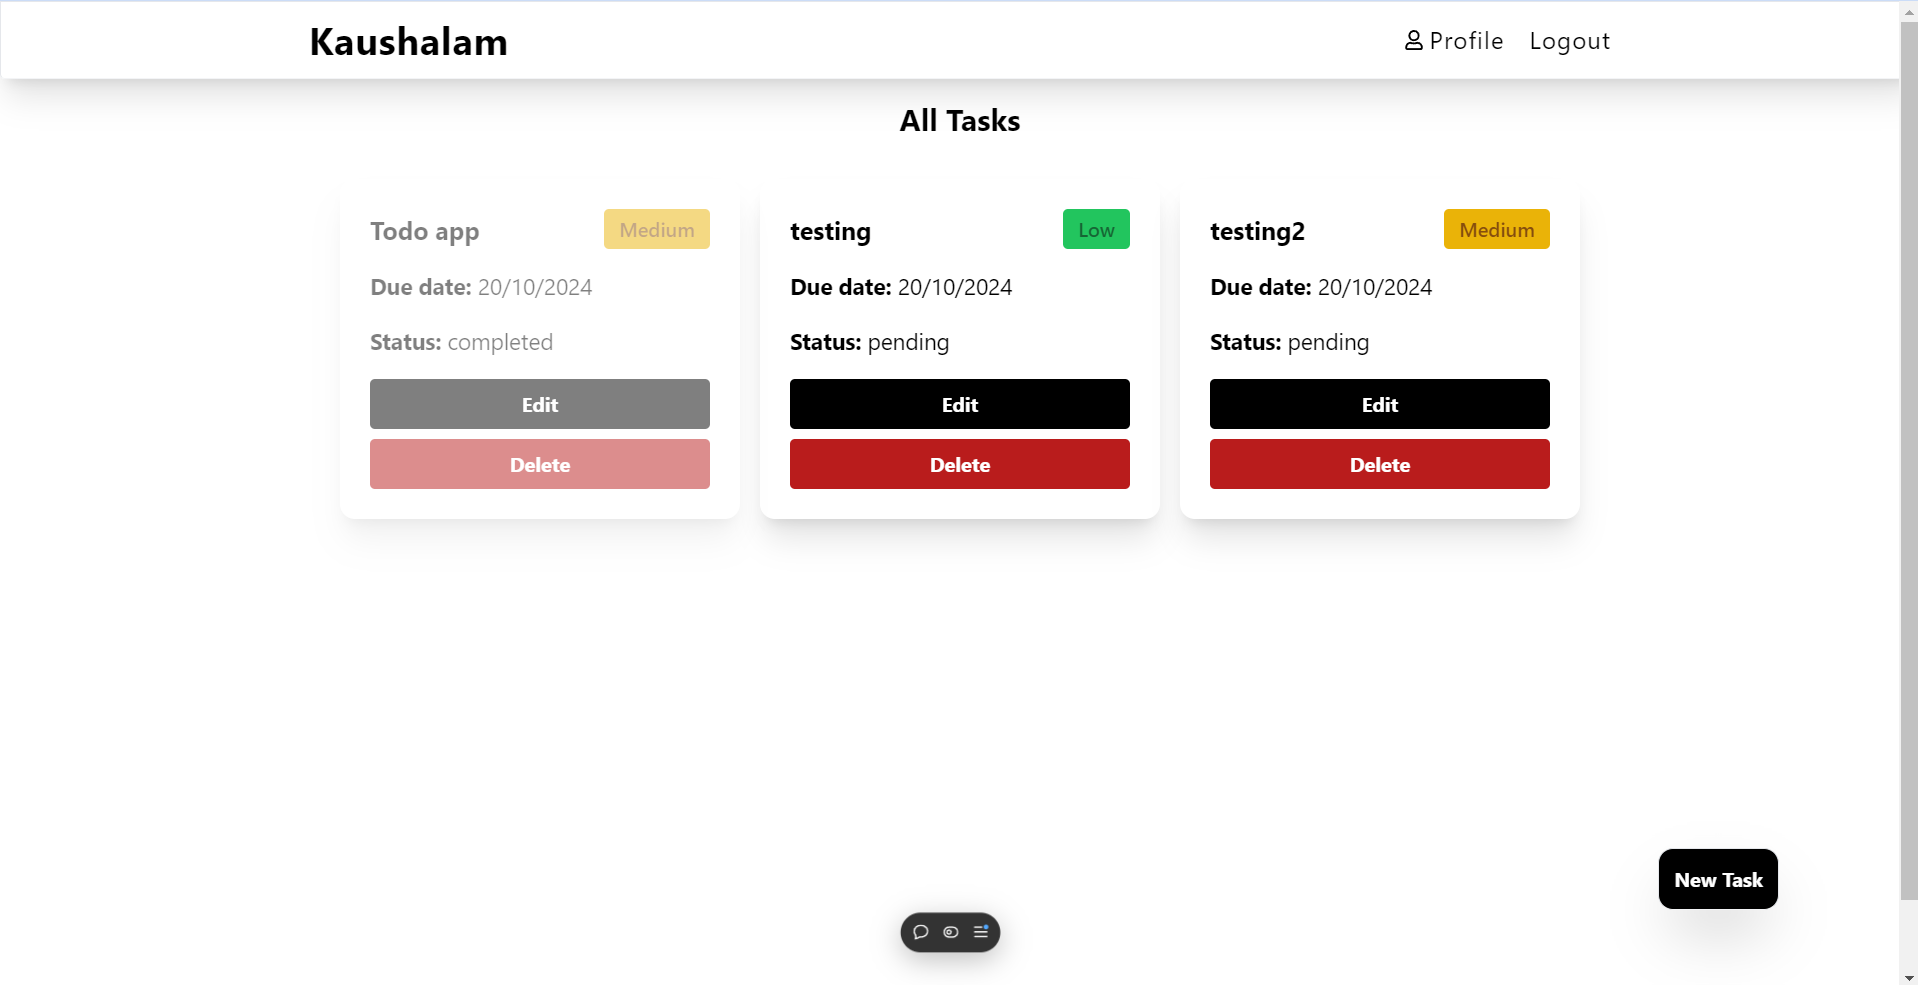 Kaushalam
Profile
Logout
All Tasks
Todo app
Medium
Due date: 20/10/2024
Status: completed
Edit
Delete
testing
Low
Due date: 20/10/2024
Status: pending
Edit
Delete
testing2
Medium
Due date: 20/10/2024
Status: pending
Edit
Delete
New Task